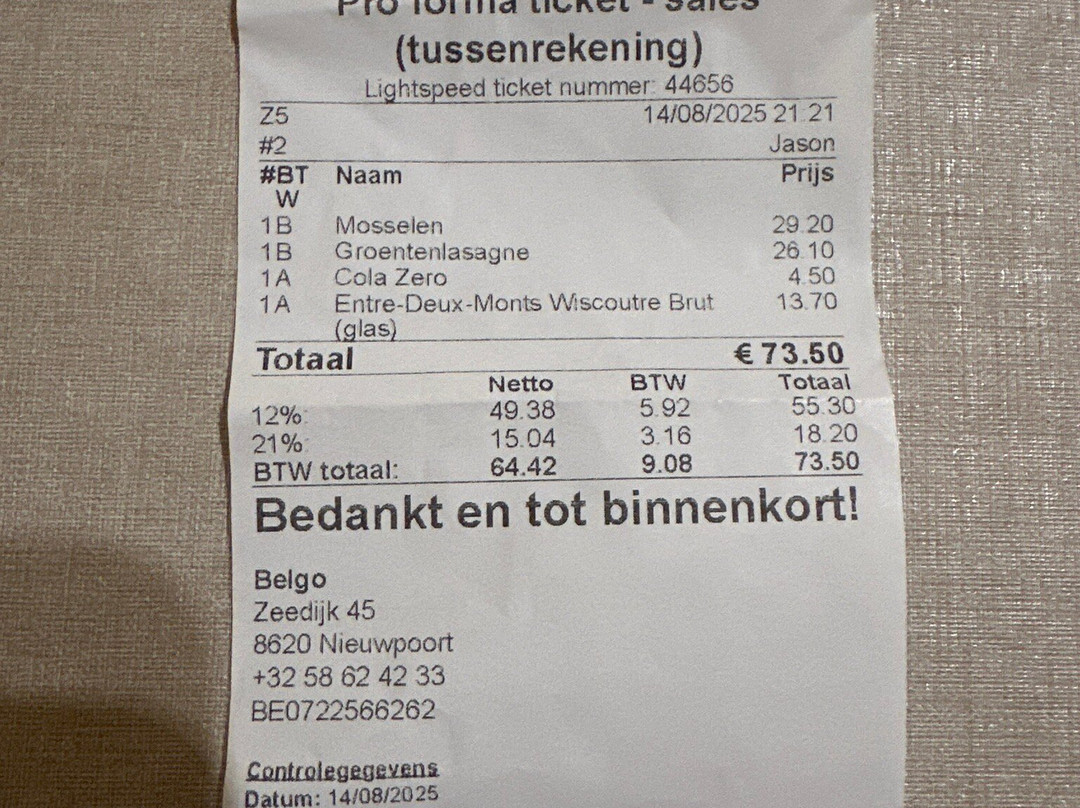 Pro forma ticket - sales
(tussenrekening)
Lightspeed ticket nummer: 44656
Z5 14/08/2025 21:21
#2 Jason
#BT Naam Prijs
W
1B Mosselen 29.20
1B Groentenlasagne 26.10
1A Cola Zero 4.50
1A Entre-Deux-Monts Wiscoutre Brut 13.70
(glas)
Totaal € 73.50
Netto BTW Totaal
12%: 49.38 5.92 55.30
21%: 15.04 3.16 18.20
BTW totaal: 64.42 9.08 73.50
Bedankt en tot binnenkort!
Belgo
Zeedijk 45
8620 Nieuwpoort
+32 58 62 42 33
BE0722566262
Controlegegevens
Datum: 14/08/2025